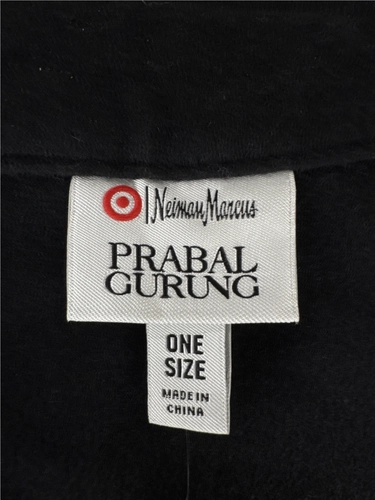 Neiman Marcus
PRABAL
GURUNG
ONE
SIZE
MADE IN
CHINA